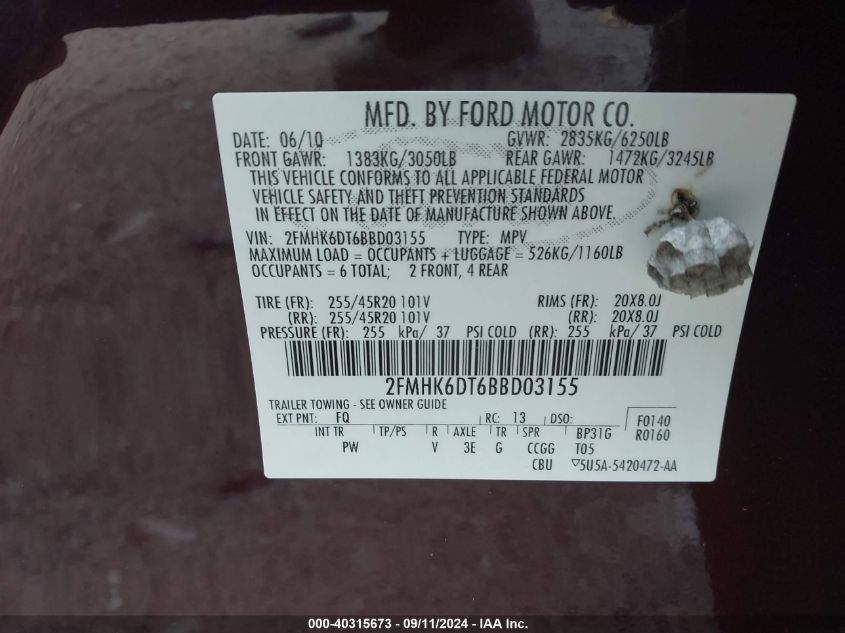 MFD. BY FORD MOTOR CO.
DATE: 06/10 GVWR: 2835KG/6250LB
FRONT GAWR: 1383KG/3050LB REAR GAWR: 1472KG/3245LB
THIS VEHICLE CONFORMS TO ALL APPLICABLE FEDERAL MOTOR
VEHICLE SAFETY AND THEFT PREVENTION STANDARDS
IN EFFECT ON THE DATE OF MANUFACTURE SHOWN ABOVE.
VIN: 2FMHK6DT6BBD03155 TYPE: MPV
MAXIMUM LOAD = OCCUPANTS + LUGGAGE = 526KG/1160LB
OCCUPANTS = 6 TOTAL; 2 FRONT, 4 REAR
TIRE (FR): 255/45R20 101V RIMS (FR): 20X8.0J
(RR): 255/45R20 101V (RR): 20X8.0J
PRESSURE (FR): 255 kPa/ 37 PSI COLD (RR): 255 kPa/ 37 PSI COLD
2FMHK6DT6BBD03155
TRAILER TOWING - SEE OWNER GUIDE
EXT PNT: FQ RC: 13 DSO: F0140
INT TR TP/PS R AXLE TR SPR BP31G R0160
PW V 3E G CCGG T05
CBU ▽5U5A-5420472-AA
000-40315673 - 09/11/2024 - IAA Inc.